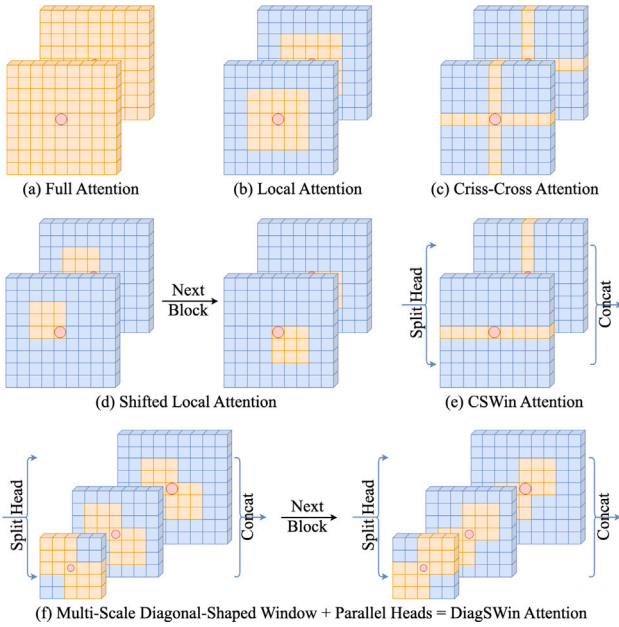 (a) Full Attention
(b) Local Attention
(c) Criss-Cross Attention
Next
Block
Split Head
Concat
(d) Shifted Local Attention
(e) CSWin Attention
Split Head
Concat
Next
Block
Split Head
Concat
(f) Multi-Scale Diagonal-Shaped Window + Parallel Heads = DiagSWin Attention